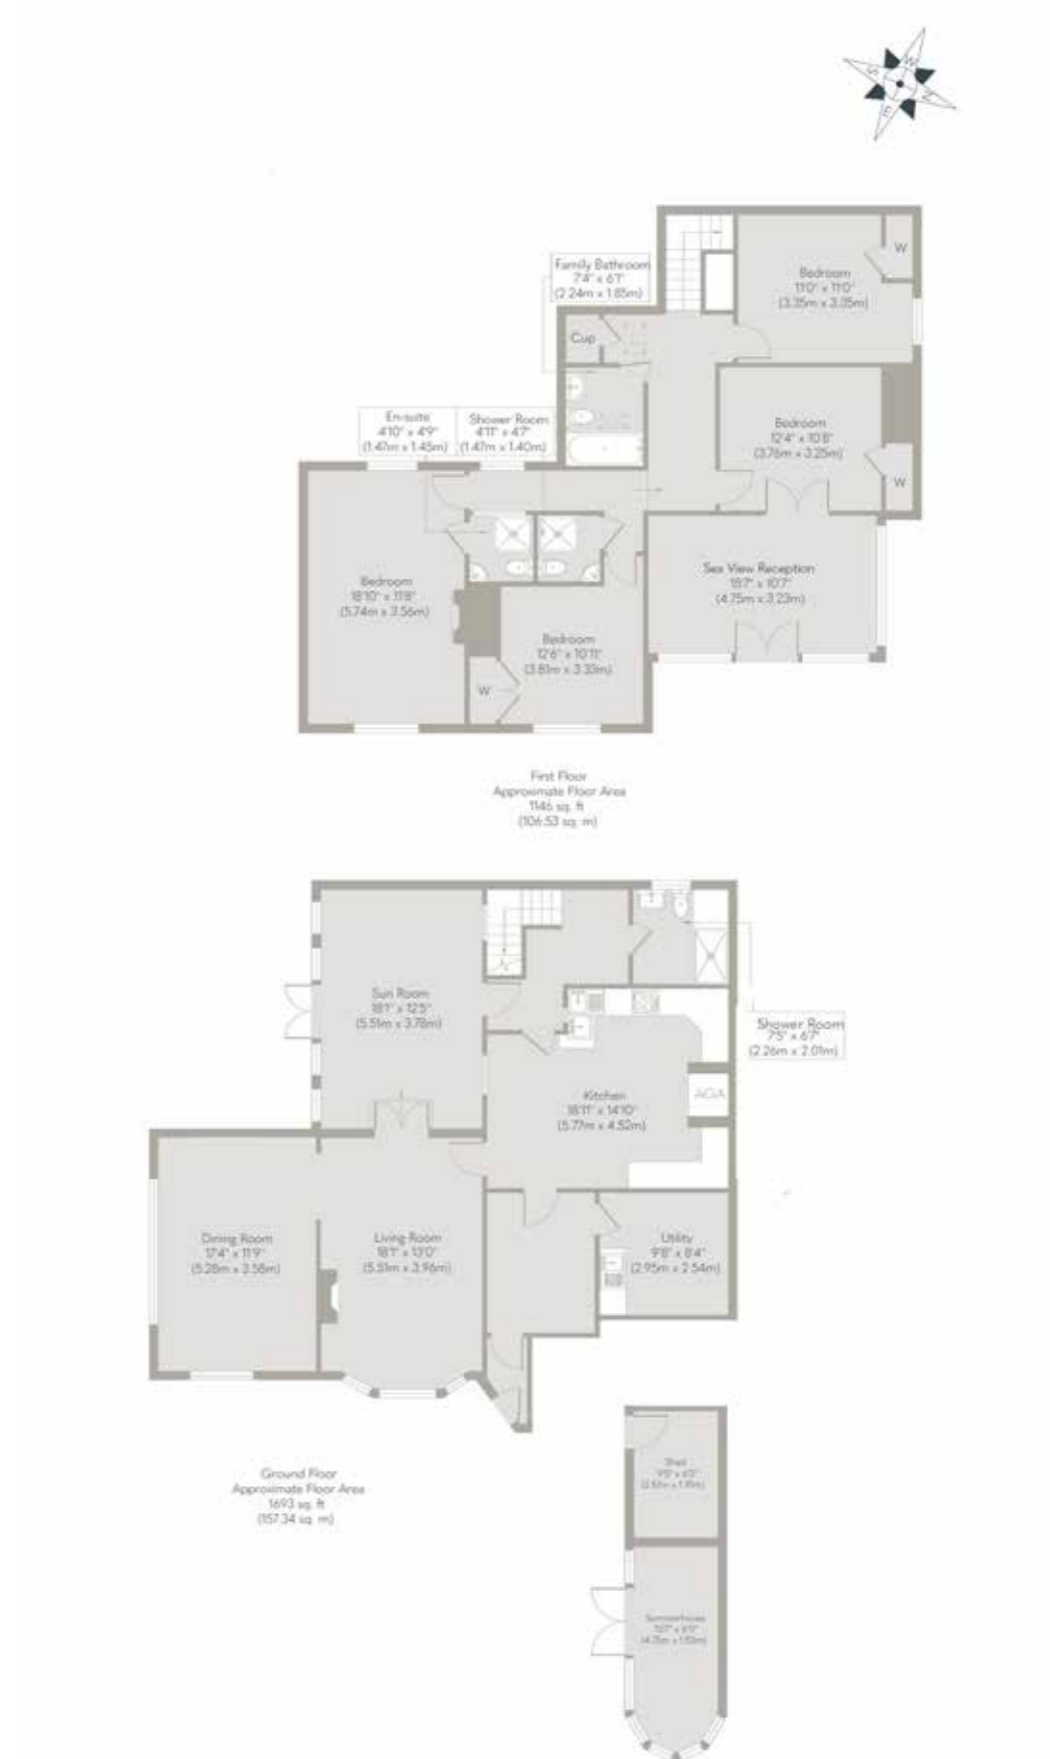 S
W
N
E
Family Bathroom
7'4" x 6'1"
(2.24m x 1.85m)
W
Bedroom
11'0" x 11'0"
(3.35m x 3.35m)
Cup
En-suite
4'10" x 4'9"
(1.47m x 1.45m)
Shower Room
4'11" x 4'7"
(1.47m x 1.40m)
Bedroom
12'4" x 10'8"
(3.76m x 3.25m)
W
Sea View Reception
15'7" x 10'7"
(4.75m x 3.23m)
Bedroom
18'10" x 11'8"
(5.74m x 3.56m)
Bedroom
12'6" x 10'11"
(3.81m x 3.33m)
W
First Floor
Approximate Floor Area
1146 sq. ft
(106.53 sq. m)
Sun Room
18'1" x 12'5"
(5.51m x 3.78m)
Shower Room
7'5" x 6'7"
(2.26m x 2.01m)
Kitchen
18'11" x 14'10"
(5.77m x 4.52m)
AGA
Dining Room
17'4" x 11'9"
(5.28m x 3.58m)
Living Room
18'1" x 13'0"
(5.51m x 3.96m)
Utility
9'8" x 8'4"
(2.95m x 2.54m)
Ground Floor
Approximate Floor Area
1693 sq. ft
(157.34 sq. m)
Shed
Summerhouse